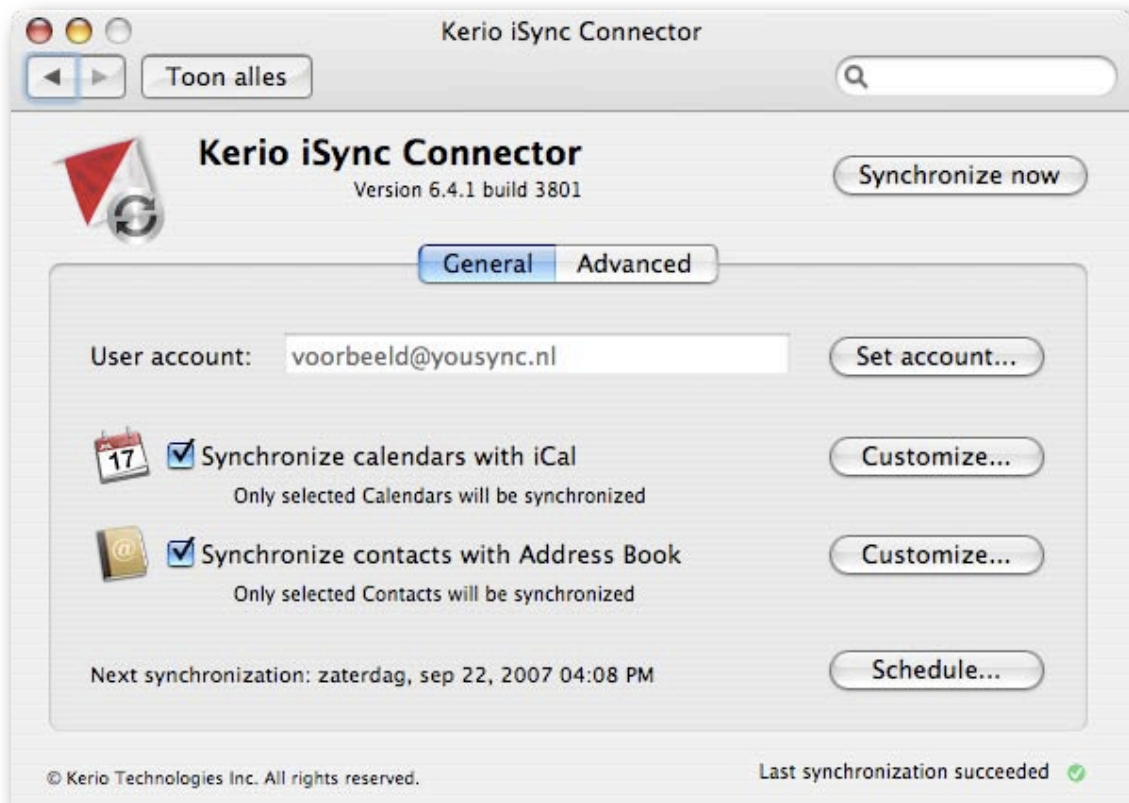 Kerio iSync Connector
Toon alles
Kerio iSync Connector
Version 6.4.1 build 3801
Synchronize now
General Advanced
User account: voorbeeld@yousync.nl Set account...
17 Synchronize calendars with iCal Customize...
Only selected Calendars will be synchronized
@ Synchronize contacts with Address Book Customize...
Only selected Contacts will be synchronized
Next synchronization: zaterdag, sep 22, 2007 04:08 PM Schedule...
© Kerio Technologies Inc. All rights reserved. Last synchronization succeeded